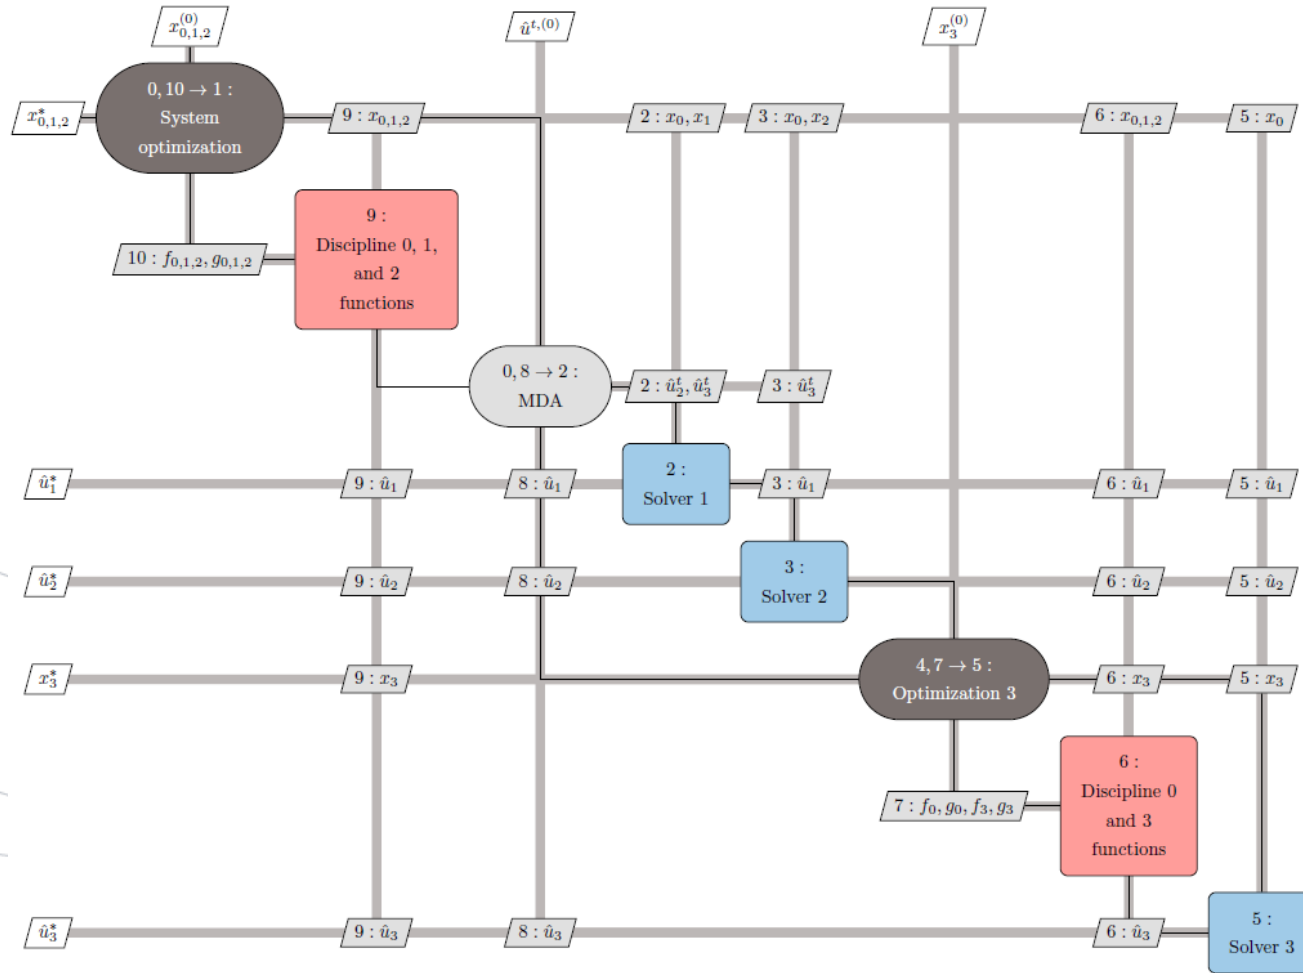 x_{0,1,2}^{(0)}
û^{t,(0)}
x_3^{(0)}
x_{0,1,2}^*
0, 10 → 1 :
System
optimization
9 : x_{0,1,2}
2 : x_0, x_1
3 : x_0, x_2
6 : x_{0,1,2}
5 : x_0
10 : f_{0,1,2}, g_{0,1,2}
9 :
Discipline 0, 1,
and 2
functions
0, 8 → 2 :
MDA
2 : û_2^t, û_3^t
3 : û_3^t
û_1^*
9 : û_1
8 : û_1
2 :
Solver 1
3 : û_1
6 : û_1
5 : û_1
û_2^*
9 : û_2
8 : û_2
3 :
Solver 2
6 : û_2
5 : û_2
x_3^*
9 : x_3
4, 7 → 5 :
Optimization 3
6 : x_3
5 : x_3
7 : f_0, g_0, f_3, g_3
6 :
Discipline 0
and 3
functions
û_3^*
9 : û_3
8 : û_3
6 : û_3
5 :
Solver 3